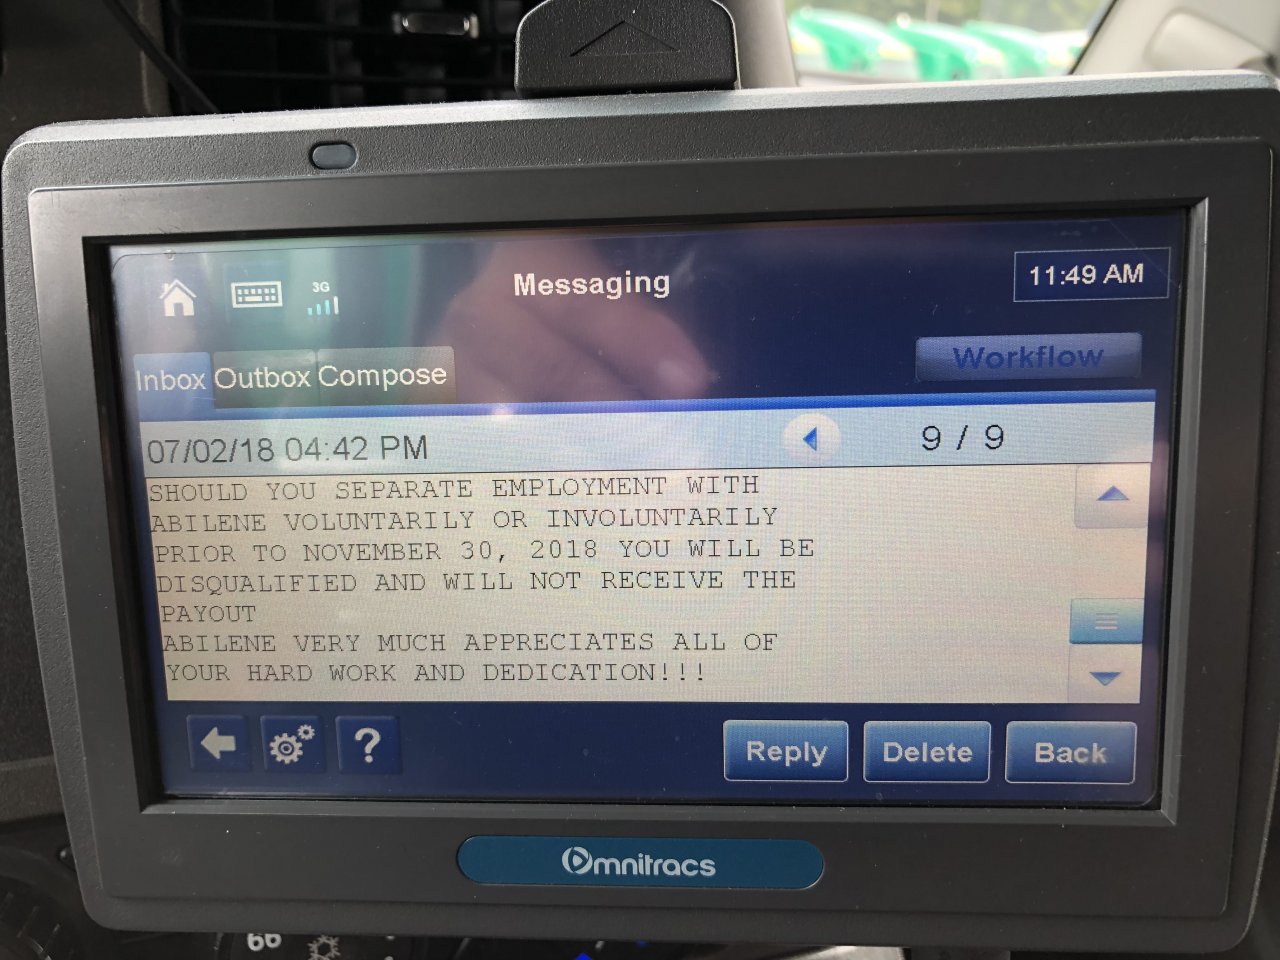 3G
Messaging
11:49 AM
Inbox Outbox Compose
Workflow
07/02/18 04:42 PM
9 / 9
SHOULD YOU SEPARATE EMPLOYMENT WITH
ABILENE VOLUNTARILY OR INVOLUNTARILY
PRIOR TO NOVEMBER 30, 2018 YOU WILL BE
DISQUALIFIED AND WILL NOT RECEIVE THE
PAYOUT
ABILENE VERY MUCH APPRECIATES ALL OF
YOUR HARD WORK AND DEDICATION!!!
?
Reply Delete Back
Omnitracs
66